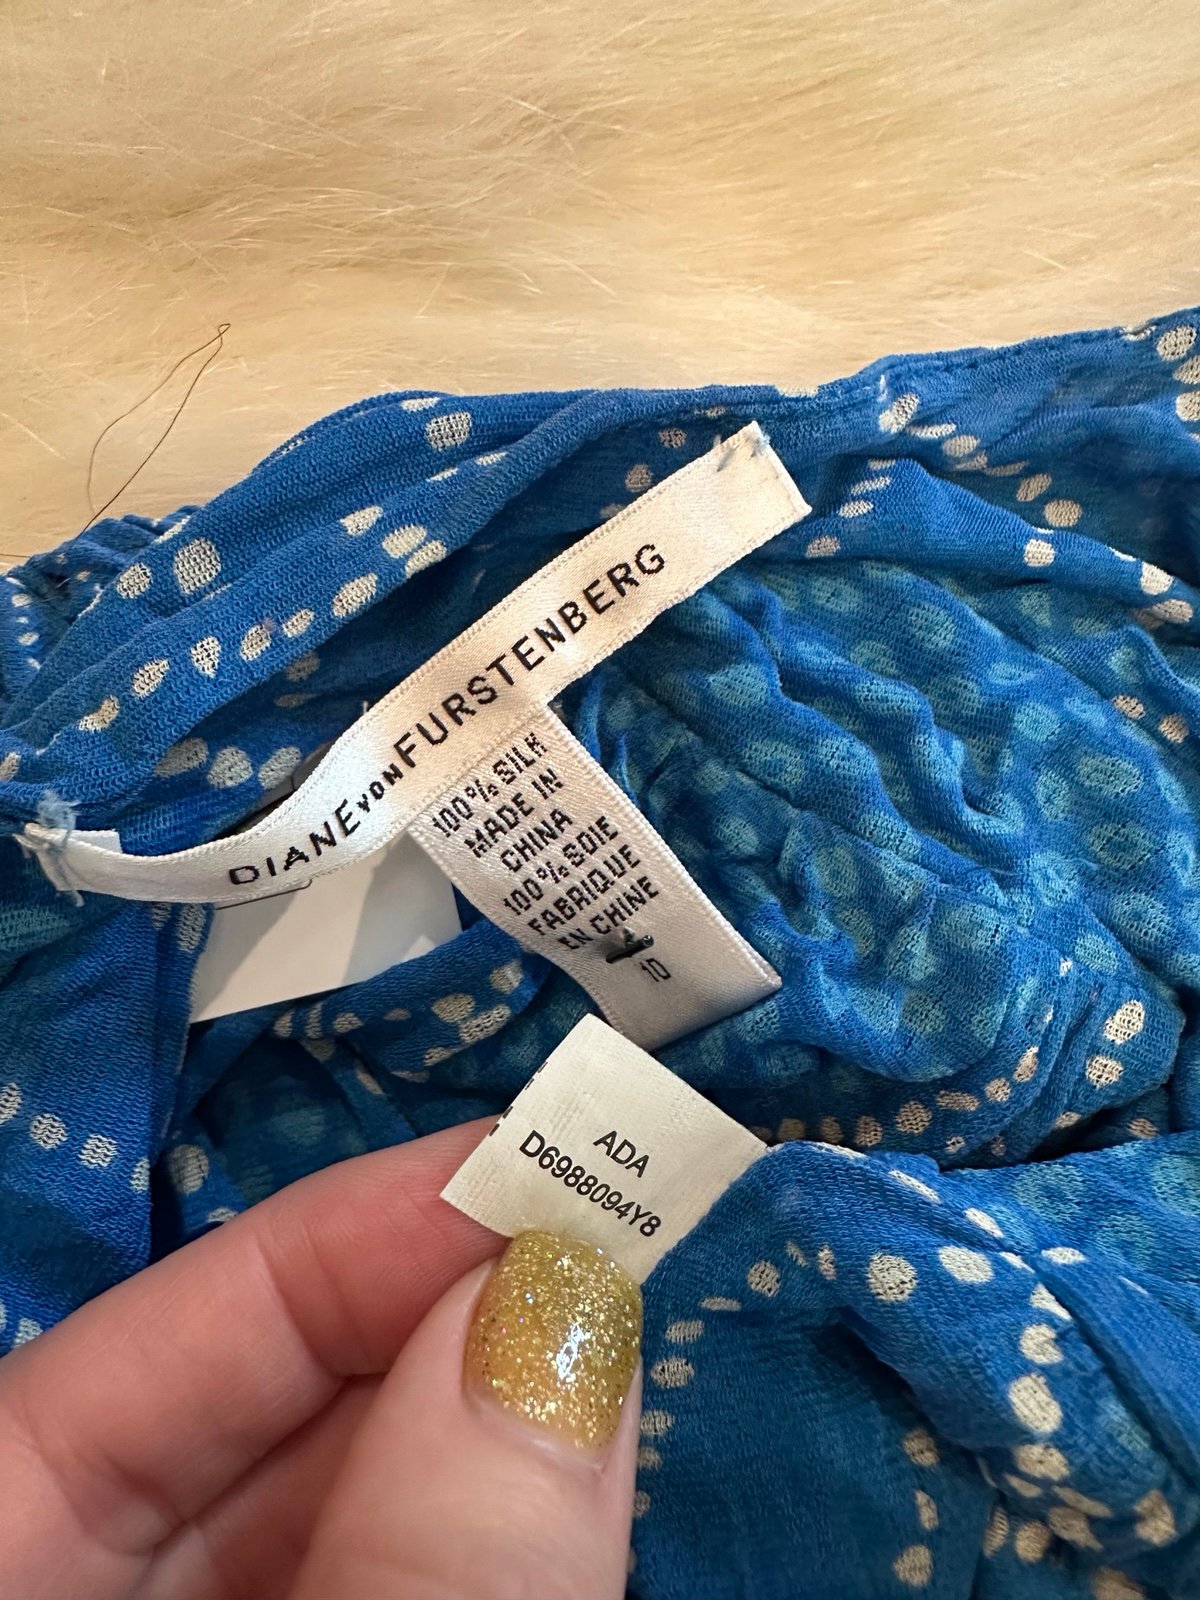 DIANE VON FURSTENBERG
100% SILK
MADE IN
CHINA
100% SOIE
FABRIQUE
EN CHINE
10
ADA
D6988094Y8